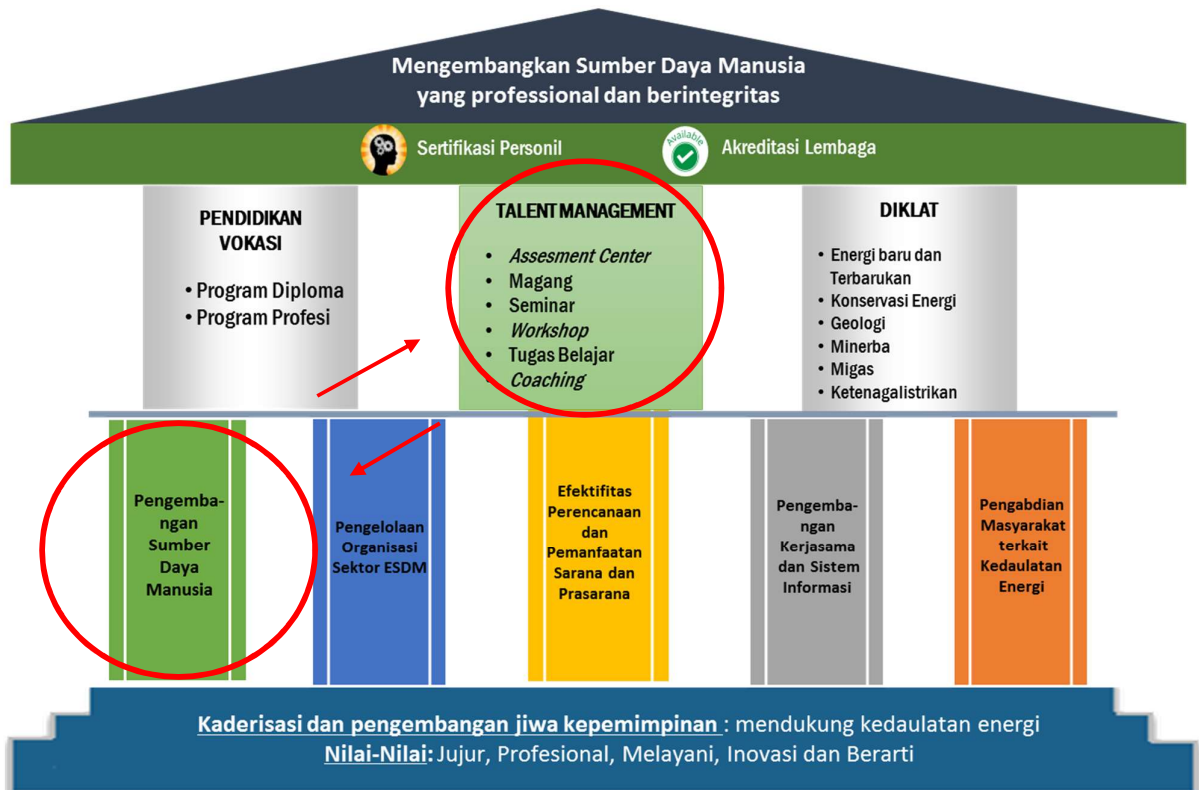 Mengembangkan Sumber Daya Manusia
yang professional dan berintegritas
Sertifikasi Personil
Available
Akreditasi Lembaga
PENDIDIKAN
VOKASI
• Program Diploma
• Program Profesi
TALENT MANAGEMENT
• Assesment Center
• Magang
• Seminar
• Workshop
• Tugas Belajar
• Coaching
DIKLAT
• Energi baru dan
Terbarukan
• Konservasi Energi
• Geologi
• Minerba
• Migas
• Ketenagalistrikan
Pengemba-
ngan
Sumber
Daya
Manusia
Pengelolaan
Organisasi
Sektor ESDM
Efektifitas
Perencanaan
dan
Pemanfaatan
Sarana dan
Prasarana
Pengemba-
ngan
Kerjasama
dan Sistem
Informasi
Pengabdian
Masyarakat
terkait
Kedaulatan
Energi
Kaderisasi dan pengembangan jiwa kepemimpinan : mendukung kedaulatan energi
Nilai-Nilai: Jujur, Profesional, Melayani, Inovasi dan Berarti